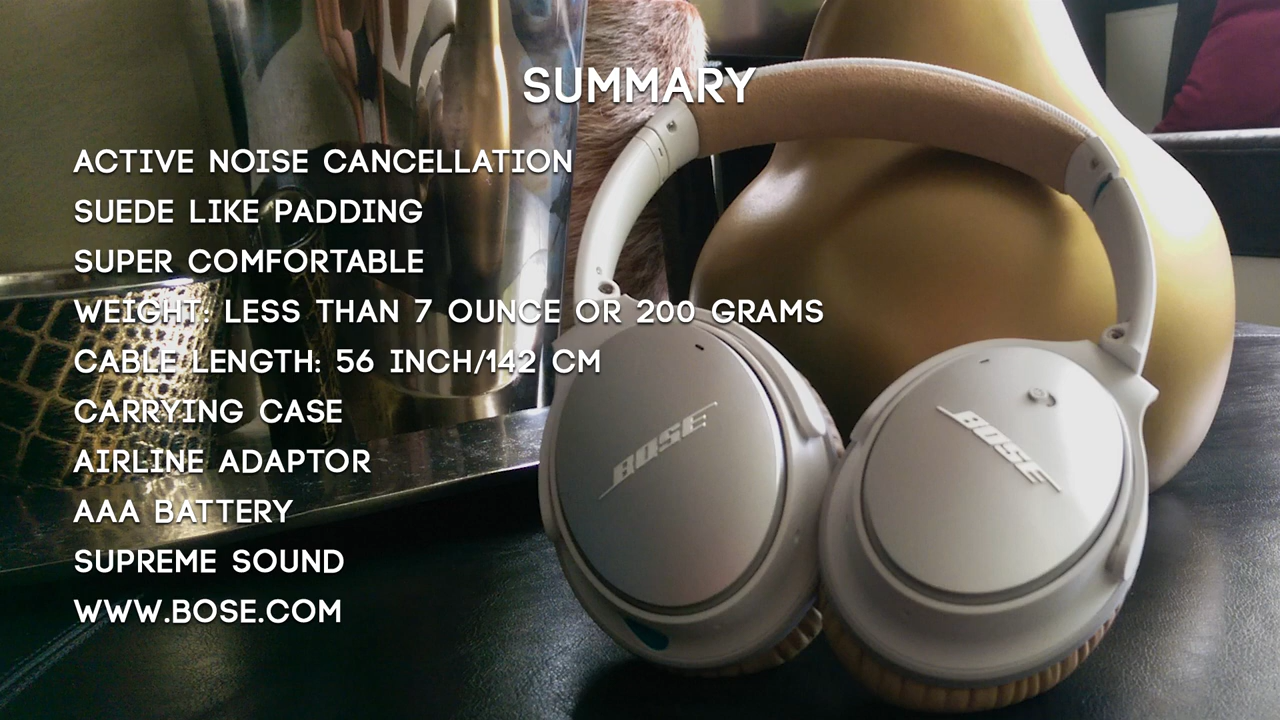 SUMMARY
ACTIVE NOISE CANCELLATION
SUEDE LIKE PADDING
SUPER COMFORTABLE
WEIGHT: LESS THAN 7 OUNCE OR 200 GRAMS
CABLE LENGTH: 56 INCH/142 CM
CARRYING CASE
AIRLINE ADAPTOR
AAA BATTERY
SUPREME SOUND
WWW.BOSE.COM
BOSE
BOSE